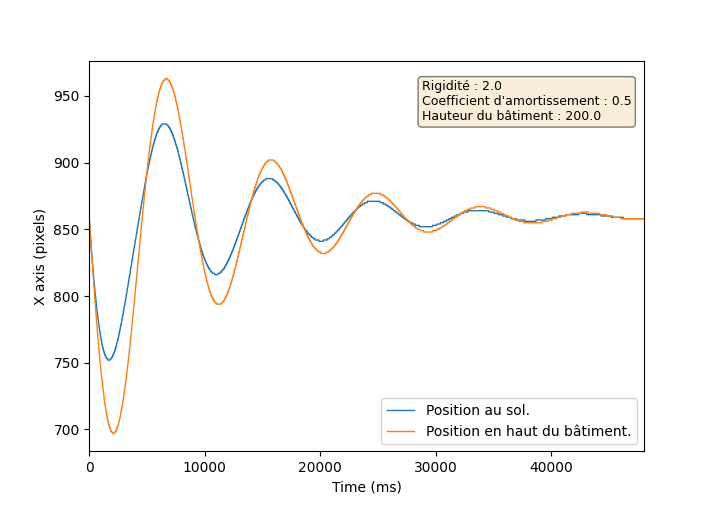 Rigidité : 2.0
Coefficient d'amortissement : 0.5
Hauteur du bâtiment : 200.0
950
900
850
800
750
700
X axis (pixels)
Position au sol.
Position en haut du bâtiment.
0 10000 20000 30000 40000
Time (ms)